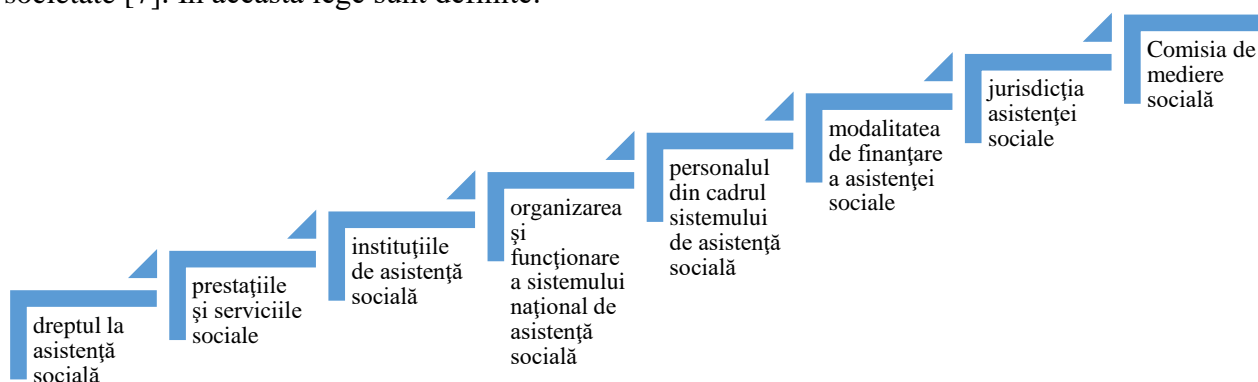 societate [7]. În această lege sunt definite:
dreptul la
asistenţă
socială
prestaţiile
şi serviciile
sociale
instituţiile
de asistenţă
socială
organizarea
şi
funcţionare
a sistemului
naţional de
asistenţă
socială
personalul
din cadrul
sistemului
de asistenţă
socială
modalitatea
de finanţare
a asistenţei
sociale
jurisdicţia
asistenţei
sociale
Comisia de
mediere
socială